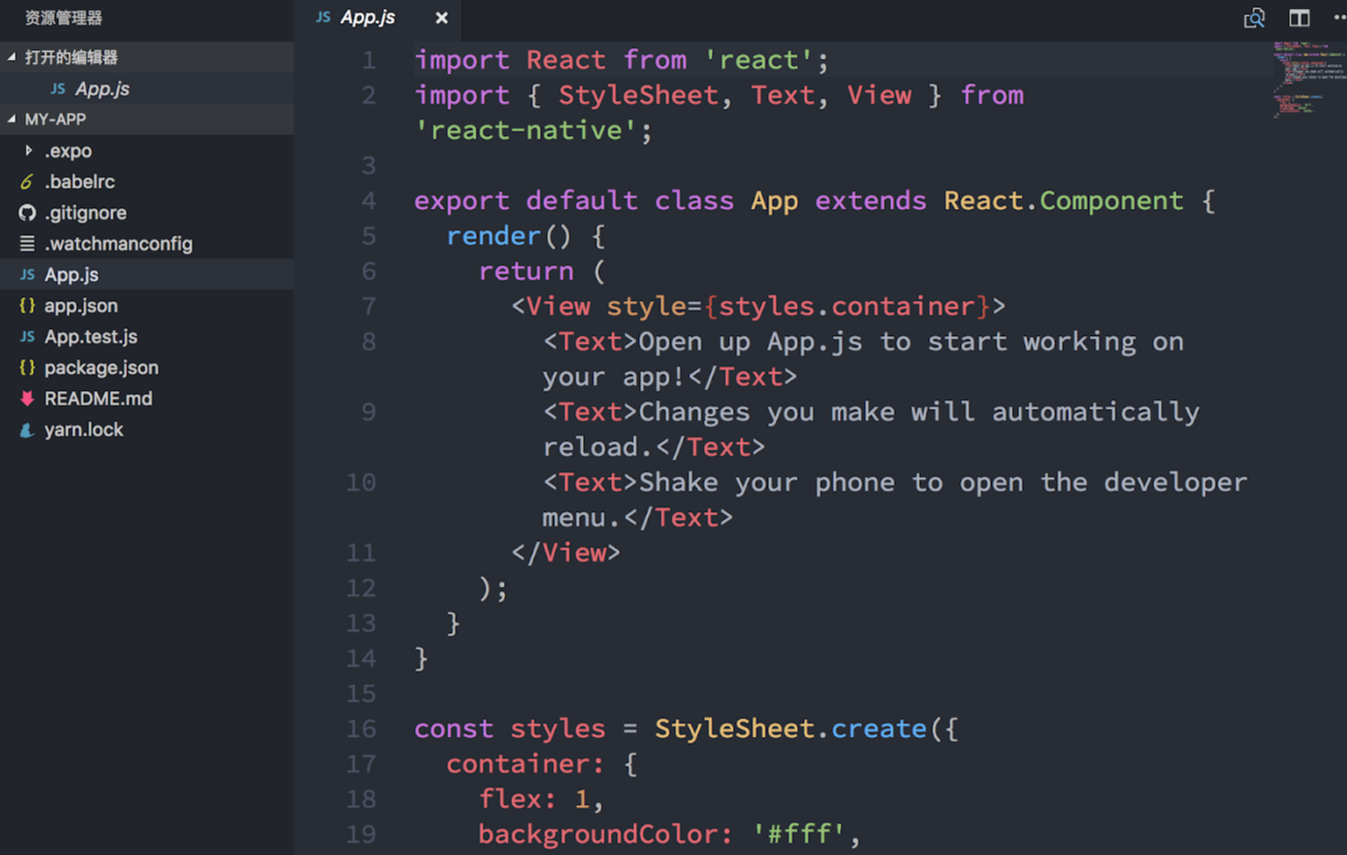 资源管理器
打开的编辑器
JS App.js
MY-APP
.expo
.babelrc
.gitignore
.watchmanconfig
JS App.js
{} app.json
JS App.test.js
{} package.json
README.md
yarn.lock
JS App.js ×
1 import React from 'react';
2 import { StyleSheet, Text, View } from
'react-native';
3
4 export default class App extends React.Component {
5 render() {
6 return (
7 <View style={styles.container}>
8 <Text>Open up App.js to start working on
your app!</Text>
9 <Text>Changes you make will automatically
reload.</Text>
10 <Text>Shake your phone to open the developer
menu.</Text>
11 </View>
12 );
13 }
14 }
15
16 const styles = StyleSheet.create({
17 container: {
18 flex: 1,
19 backgroundColor: '#fff',